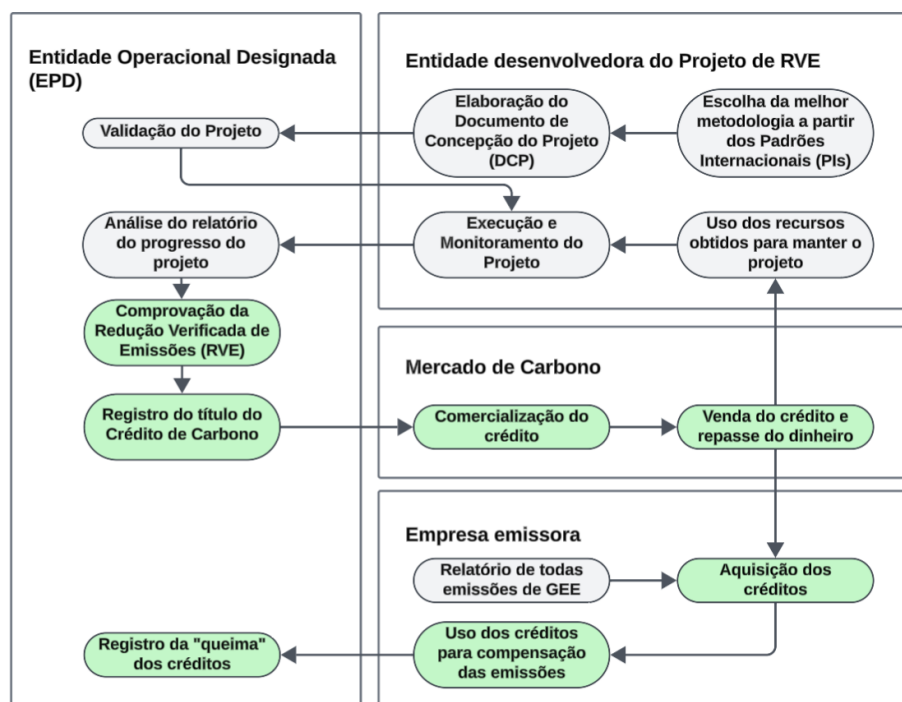 Entidade Operacional Designada
(EPD)
Validação do Projeto
Análise do relatório
do progresso do
projeto
Comprovação da
Redução Verificada de
Emissões (RVE)
Registro do título do
Crédito de Carbono
Registro da "queima"
dos créditos
Entidade desenvolvedora do Projeto de RVE
Elaboração do
Documento de
Concepção do Projeto
(DCP)
Escolha da melhor
metodologia a partir
dos Padrões
Internacionais (PIs)
Execução e
Monitoramento do
Projeto
Uso dos recursos
obtidos para manter o
projeto
Mercado de Carbono
Comercialização do
crédito
Venda do crédito e
repasse do dinheiro
Empresa emissora
Relatório de todas
emissões de GEE
Aquisição dos
créditos
Uso dos créditos
para compensação
das emissões